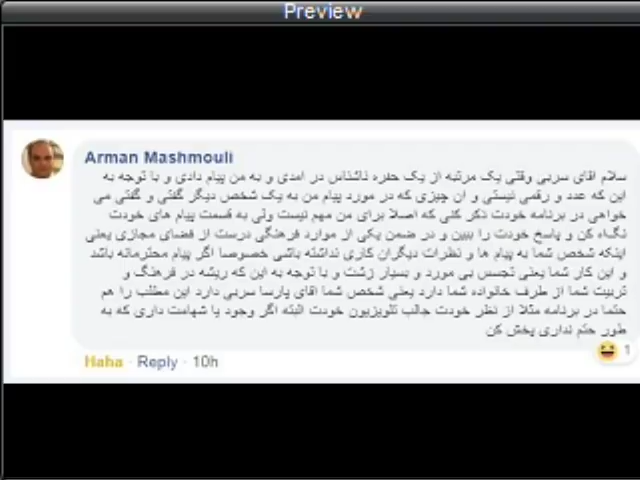 Preview
Arman Mashmouli
سلام اقای سربی وقتی یک مرتبه از یک حفره ناشناس در امدی و به من پیام دادی و با توجه به
این که عدد و رقمی نیستی و ان چیزی که در مورد پیام من به یک شخص دیگر گفتی و گفتی می
خواهی در برنامه خودت ذکر کنی که اصلا برای من مهم نیست ولی به قسمت پیام های خودت
نگاه کن و پاسخ خودت را ببین و در ضمن یکی از موارد فرهنگی درست از فضای مجازی یعنی
اینکه شخص شما به پیام ها و نظرات دیگران کاری نداشته باشی خصوصا اگر پیام محترمانه باشد
و این کار شما یعنی تجسس بی مورد و بسیار زشت و با توجه به این که ریشه در فرهنگ و
تربیت شما از طرف خانواده شما دارد یعنی شخص شما اقای پارسا سربی دارد این مطلب را هم
حتما در برنامه مثلا از نظر خودت جالب تلویزیون خودت البته اگر وجود یا شهامت داری که به
طور حتم نداری پخش کن
Haha · Reply · 10h
1